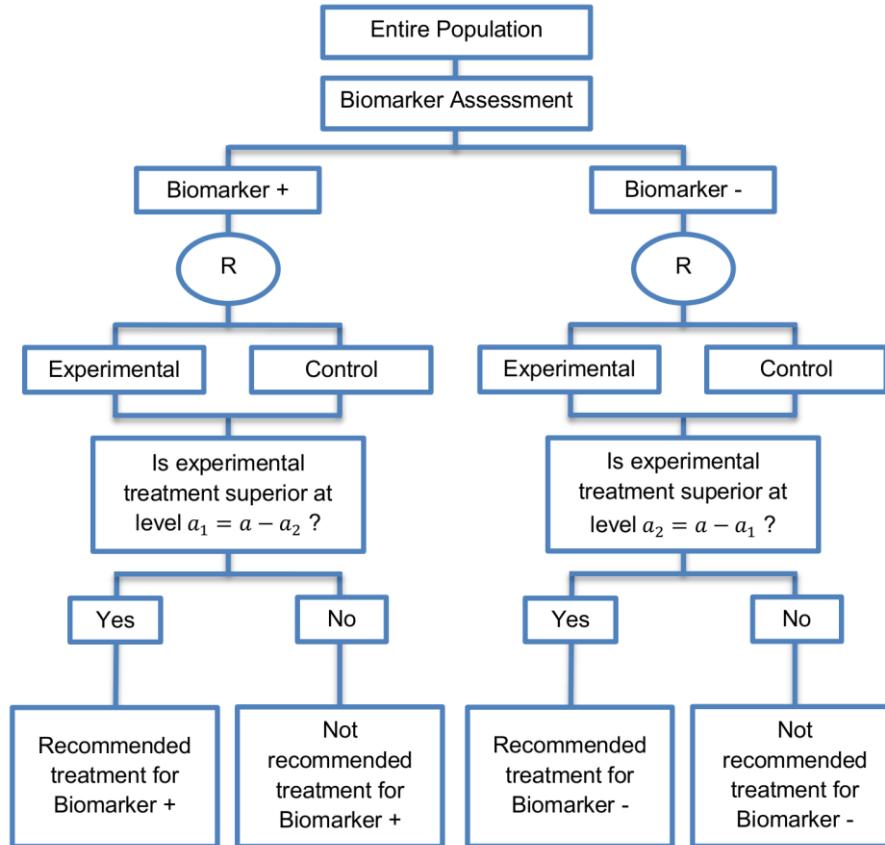 Entire Population
Biomarker Assessment
Biomarker +
Biomarker -
R
R
Experimental
Control
Experimental
Control
Is experimental
treatment superior at
level a₁ = a − a₂ ?
Is experimental
treatment superior at
level a₂ = a − a₁ ?
Yes
No
Yes
No
Recommended
treatment for
Biomarker +
Not
recommended
treatment for
Biomarker +
Recommended
treatment for
Biomarker -
Not
recommended
treatment for
Biomarker -